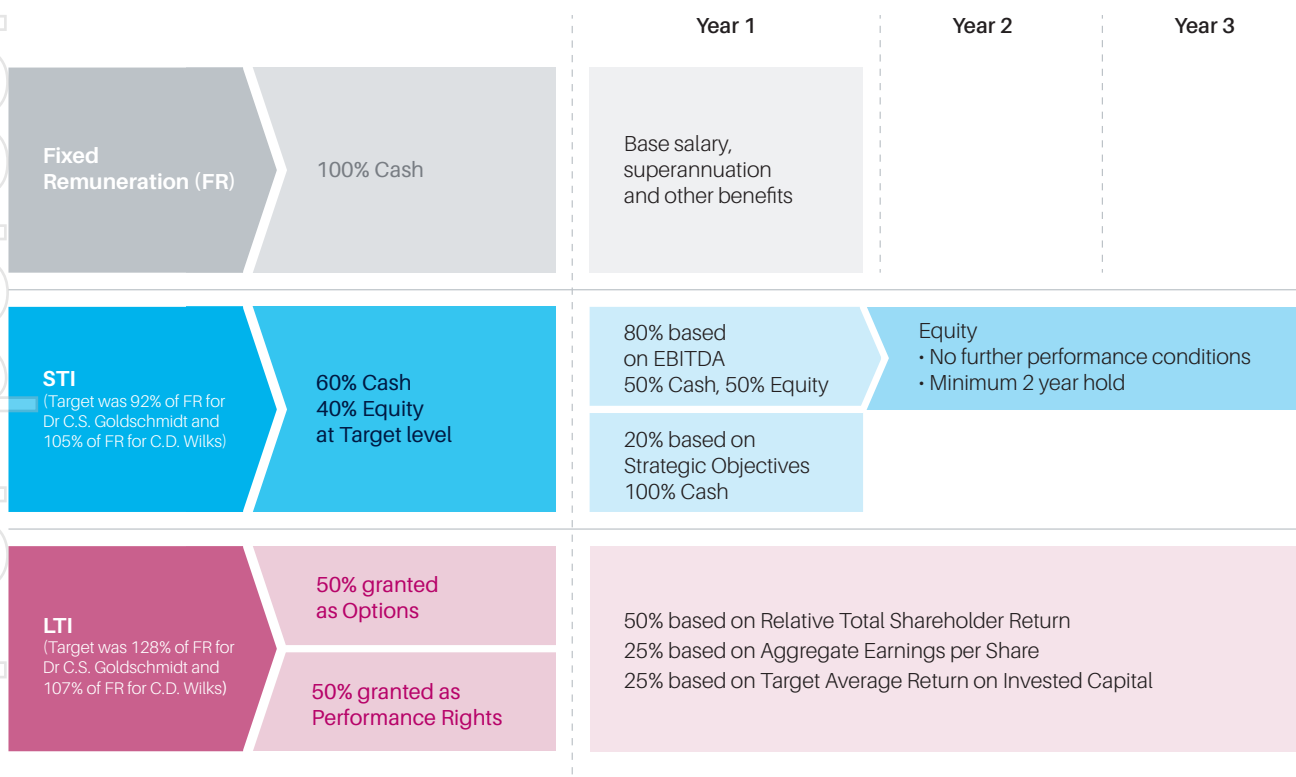 Year 1
Year 2
Year 3
Fixed
Remuneration (FR)
100% Cash
Base salary,
superannuation
and other benefits
STI
(Target was 92% of FR for
Dr C.S. Goldschmidt and
105% of FR for C.D. Wilks)
60% Cash
40% Equity
at Target level
80% based
on EBITDA
50% Cash, 50% Equity
Equity
• No further performance conditions
• Minimum 2 year hold
20% based on
Strategic Objectives
100% Cash
LTI
(Target was 128% of FR for
Dr C.S. Goldschmidt and
107% of FR for C.D. Wilks)
50% granted
as Options
50% granted as
Performance Rights
50% based on Relative Total Shareholder Return
25% based on Aggregate Earnings per Share
25% based on Target Average Return on Invested Capital